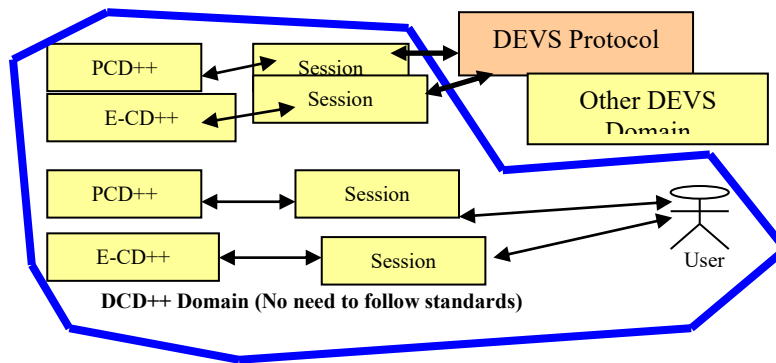 DEVS Protocol
PCD++
Session
E-CD++
Session
Other DEVS
Domain
PCD++
Session
E-CD++
Session
User
DCD++ Domain (No need to follow standards)